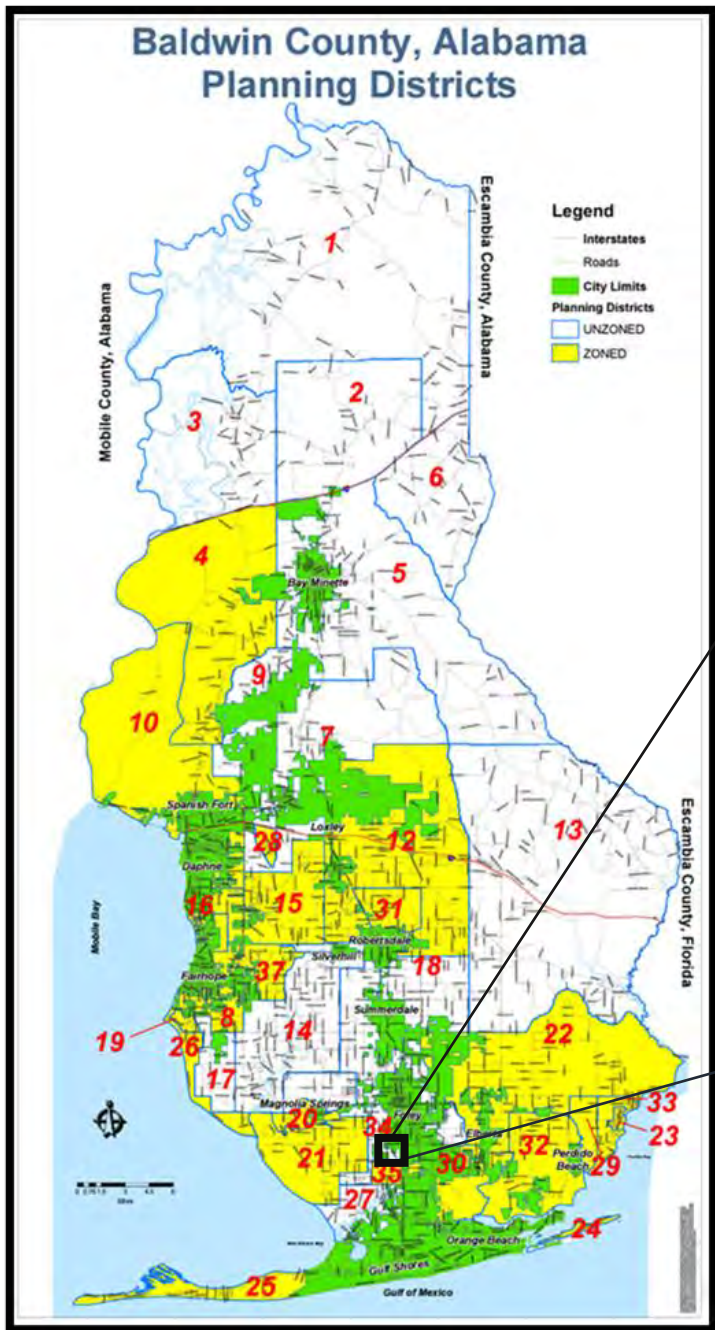 Baldwin County, Alabama
Planning Districts
Escambia County, Alabama
Legend
Interstates
Roads
City Limits
Planning Districts
UNZONED
ZONED
Mobile County, Alabama
1
2
3
6
4
5
Bay Minette
9
10
7
Spanish Fort
Loxley
28
12
13
Escambia County, Florida
Daphne
Mobile Bay
16
15
31
Robertsdale
Silverhill
37
18
Fairhope
Summerdale
8
14
22
19
26
17
Magnolia Springs
20
34
Foley
33
23
21
Elberta
32
Perdido
Beach
29
30
35
27
24
Orange Beach
Gulf Shores
25
Gulf of Mexico